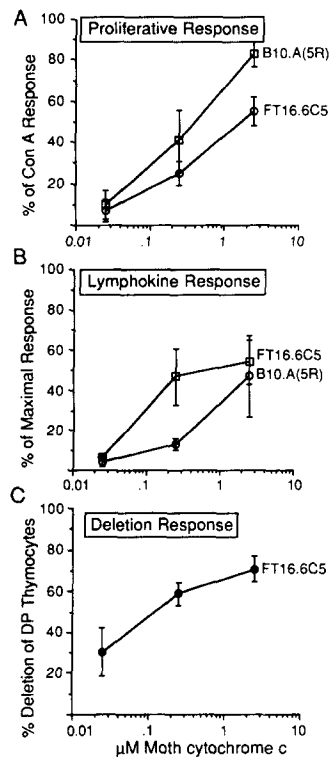 A
Proliferative Response
% of Con A Response
100
80
60
40
20
B10.A(5R)
FT16.6C5
0.01 .1 1 10
B
Lymphokine Response
% of Maximal Response
100
80
60
40
20
FT16.6C5
B10.A(5R)
0.01 0.1 1 10
C
Deletion Response
% Deletion of DP Thymocytes
100
80
60
40
20
FT16.6C5
0.01 0.1 1 10
µM Moth cytochrome c